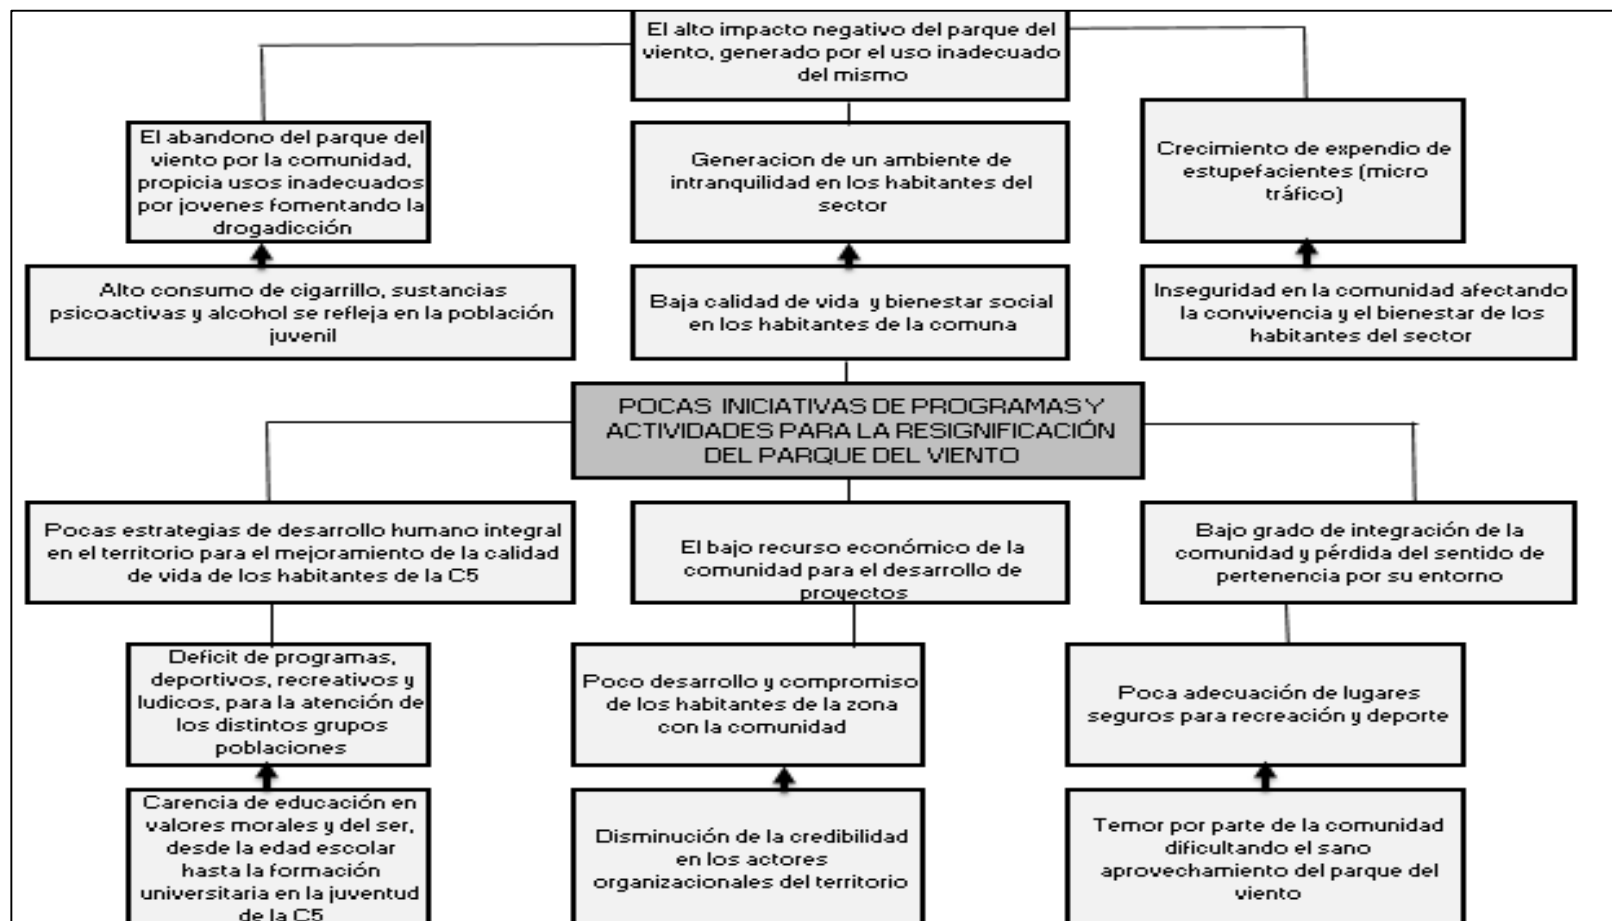 El alto impacto negativo del parque del
viento, generado por el uso inadecuado
del mismo
El abandono del parque del
viento por la comunidad,
propicia usos inadecuados
por jovenes fomentando la
drogadicción
Generacion de un ambiente de
intranquilidad en los habitantes del
sector
Crecimiento de expendio de
estupefacientes (micro
tráfico)
Alto consumo de cigarrillo, sustancias
psicoactivas y alcohol se refleja en la población
juvenil
Baja calidad de vida y bienestar social
en los habitantes de la comuna
Inseguridad en la comunidad afectando
la convivencia y el bienestar de los
habitantes del sector
POCAS INICIATIVAS DE PROGRAMAS Y
ACTIVIDADES PARA LA RESIGNIFICACIÓN
DEL PARQUE DEL VIENTO
Pocas estrategias de desarrollo humano integral
en el territorio para el mejoramiento de la calidad
de vida de los habitantes de la C5
El bajo recurso económico de la
comunidad para el desarrollo de
proyectos
Bajo grado de integración de la
comunidad y pérdida del sentido de
pertenencia por su entorno
Deficit de programas,
deportivos, recreativos y
ludicos, para la atención de
los distintos grupos
poblaciones
Poco desarrollo y compromiso
de los habitantes de la zona
con la comunidad
Poca adecuación de lugares
seguros para recreación y deporte
Carencia de educación en
valores morales y del ser,
desde la edad escolar
hasta la formación
universitaria en la juventud
de la C5
Disminución de la credibilidad
en los actores
organizacionales del territorio
Temor por parte de la comunidad
dificultando el sano
aprovechamiento del parque del
viento